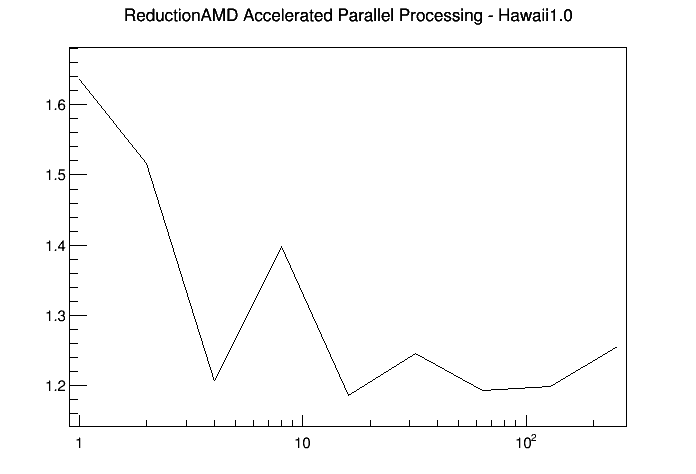 ReductionAMD Accelerated Parallel Processing - Hawaii1.0
1.6
1.5
1.4
1.3
1.2
1 10 10²